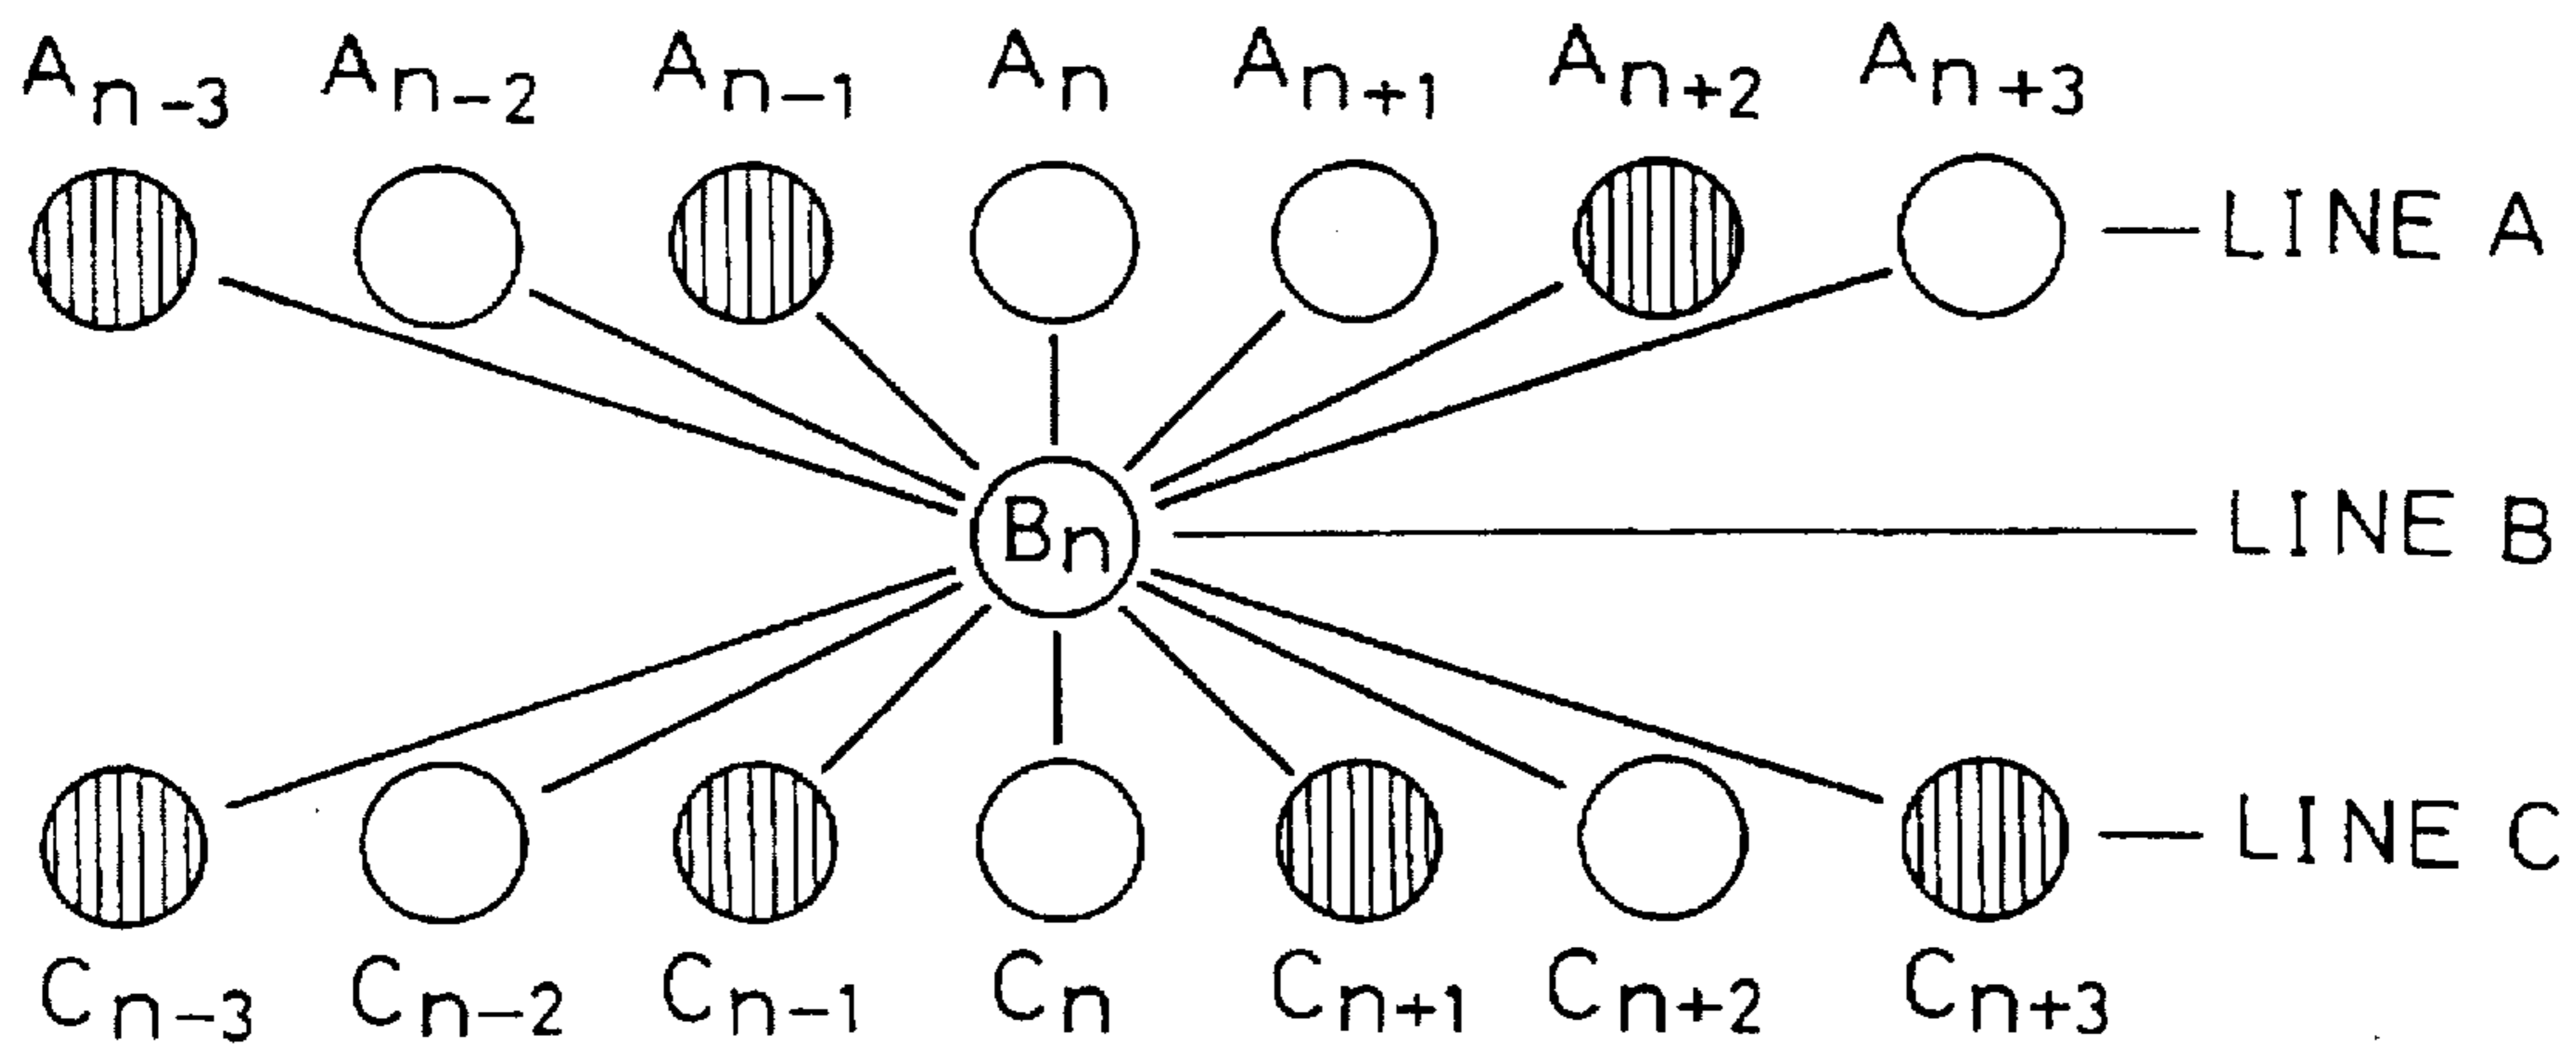 Aₙ₋₃ Aₙ₋₂ Aₙ₋₁ Aₙ Aₙ₊₁ Aₙ₊₂ Aₙ₊₃
LINE A
Bₙ LINE B
LINE C
Cₙ₋₃ Cₙ₋₂ Cₙ₋₁ Cₙ Cₙ₊₁ Cₙ₊₂ Cₙ₊₃